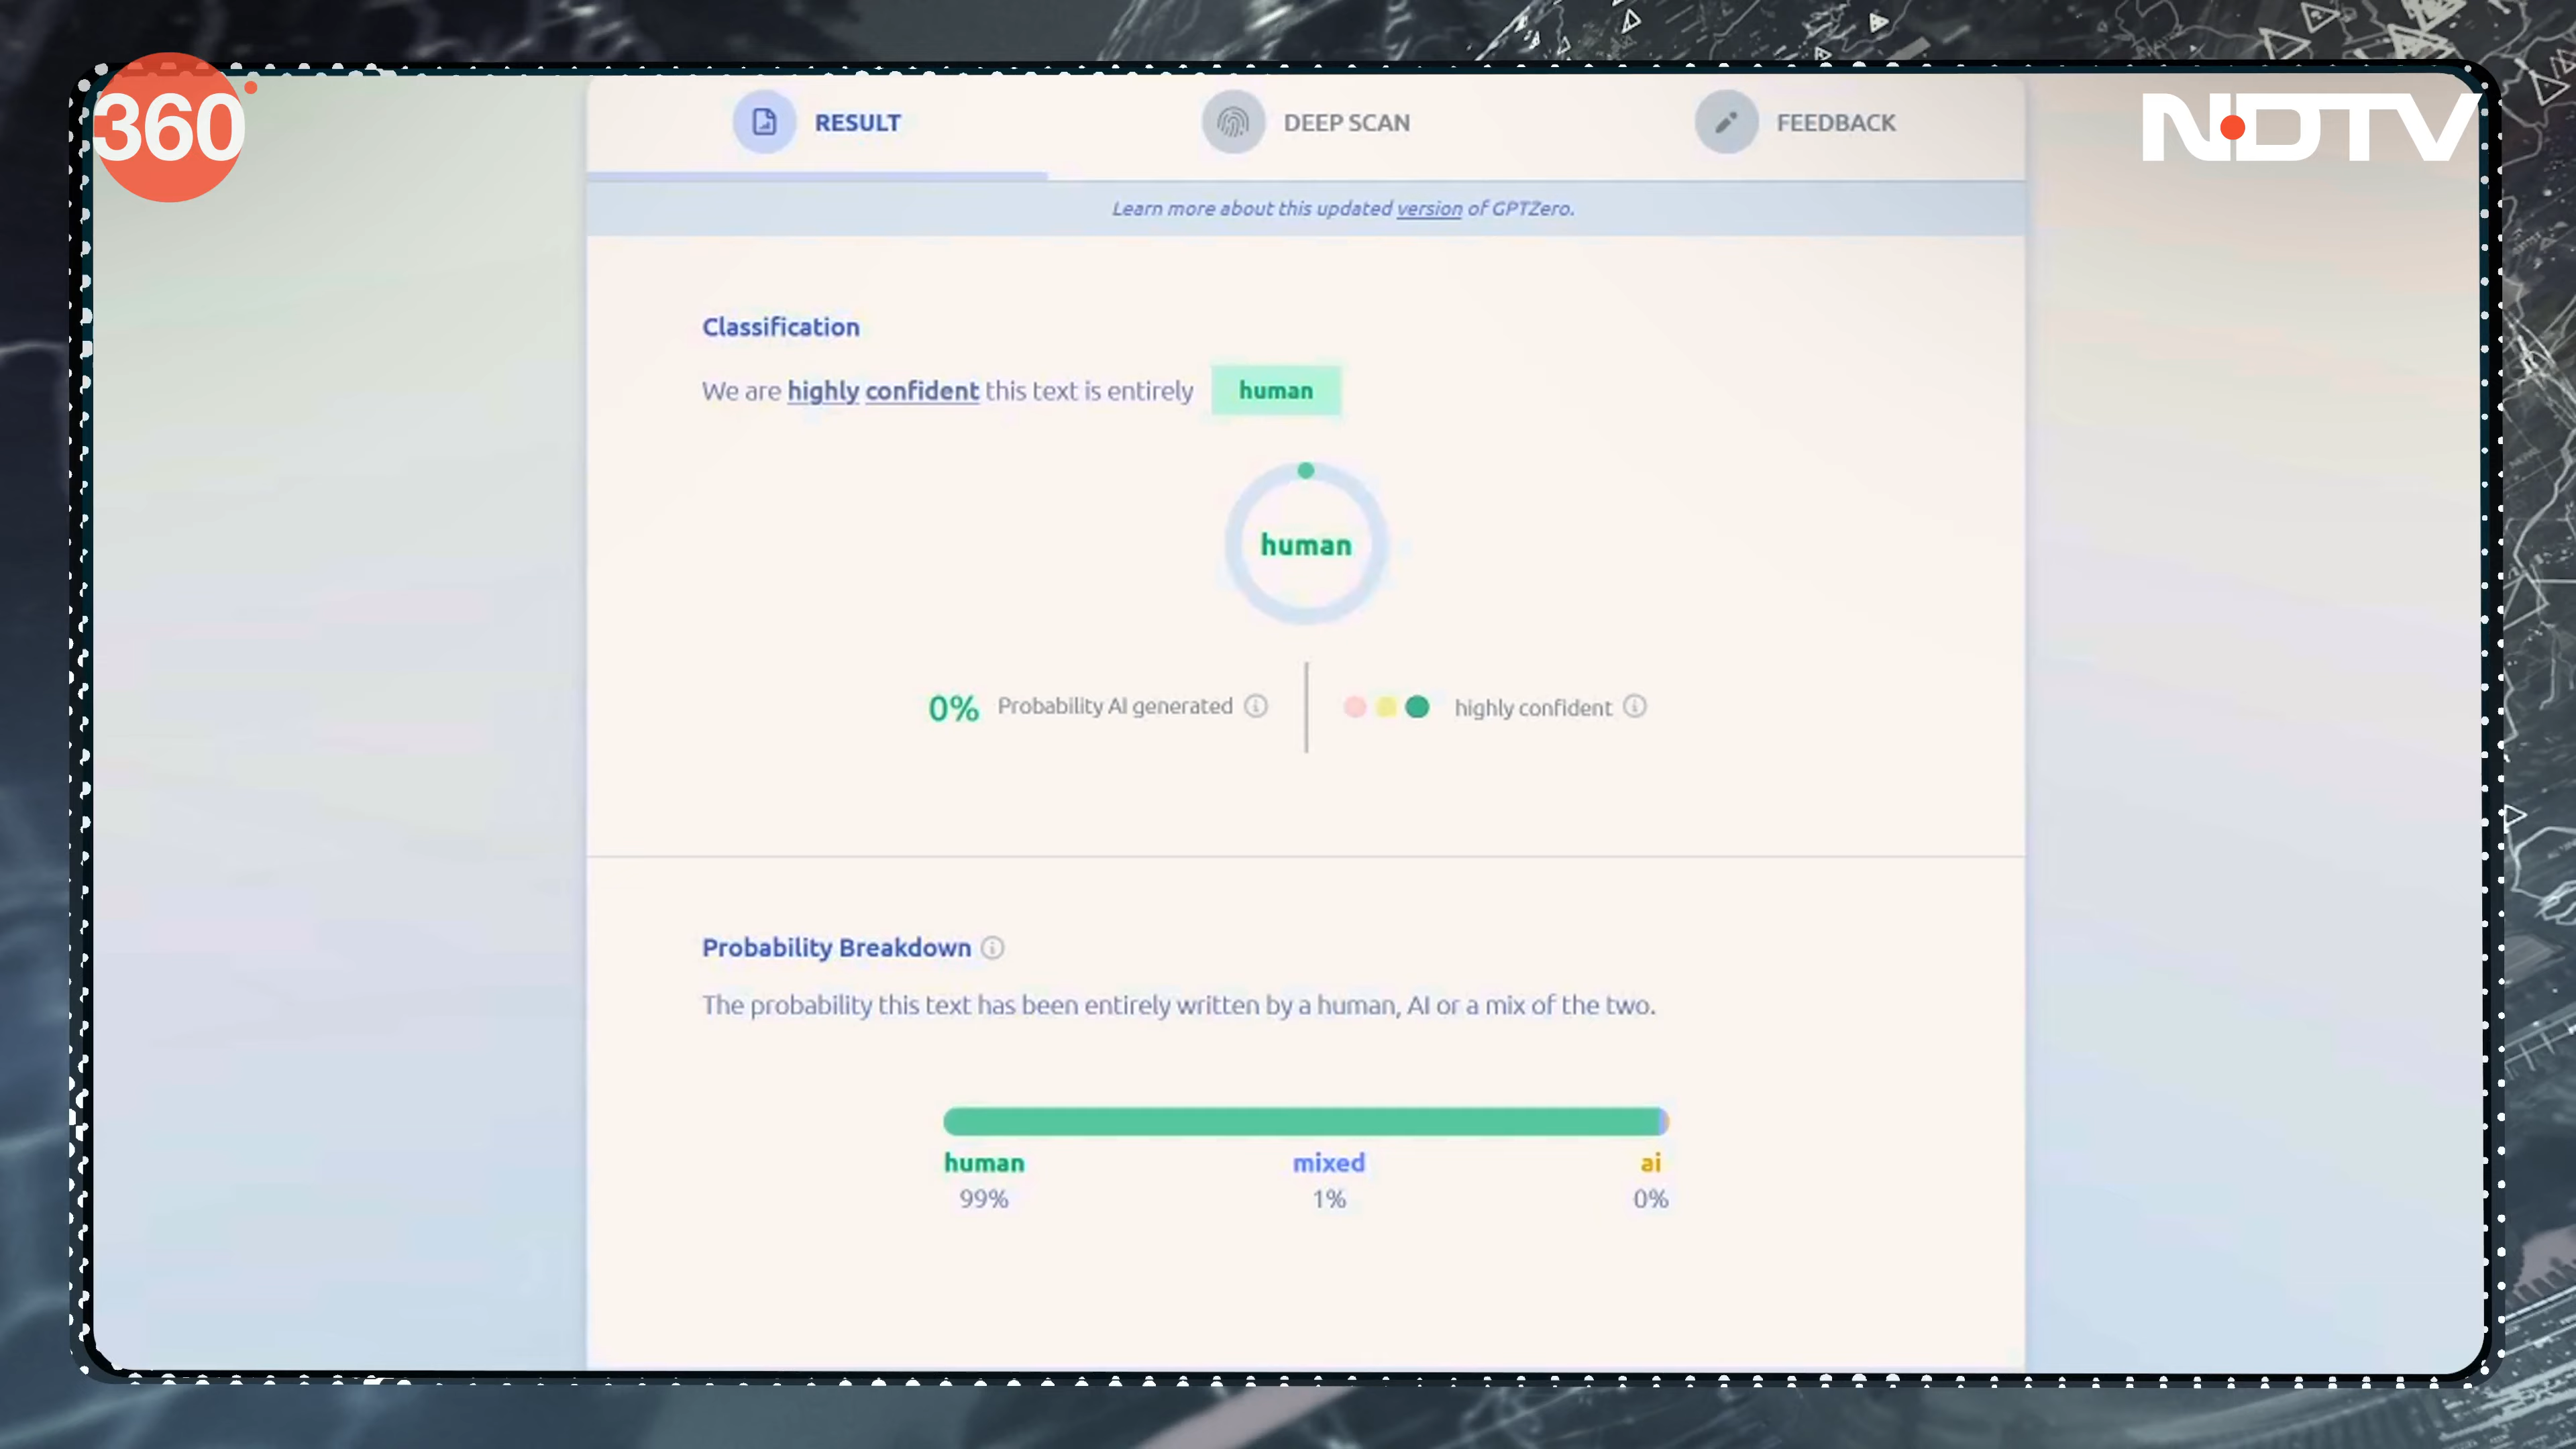 360
NDTV
RESULT
DEEP SCAN
FEEDBACK
Learn more about this updated version of GPTZero.
Classification
We are highly confident this text is entirely human
human
0% Probability AI generated
highly confident
Probability Breakdown
The probability this text has been entirely written by a human, AI or a mix of the two.
human mixed ai
99% 1% 0%